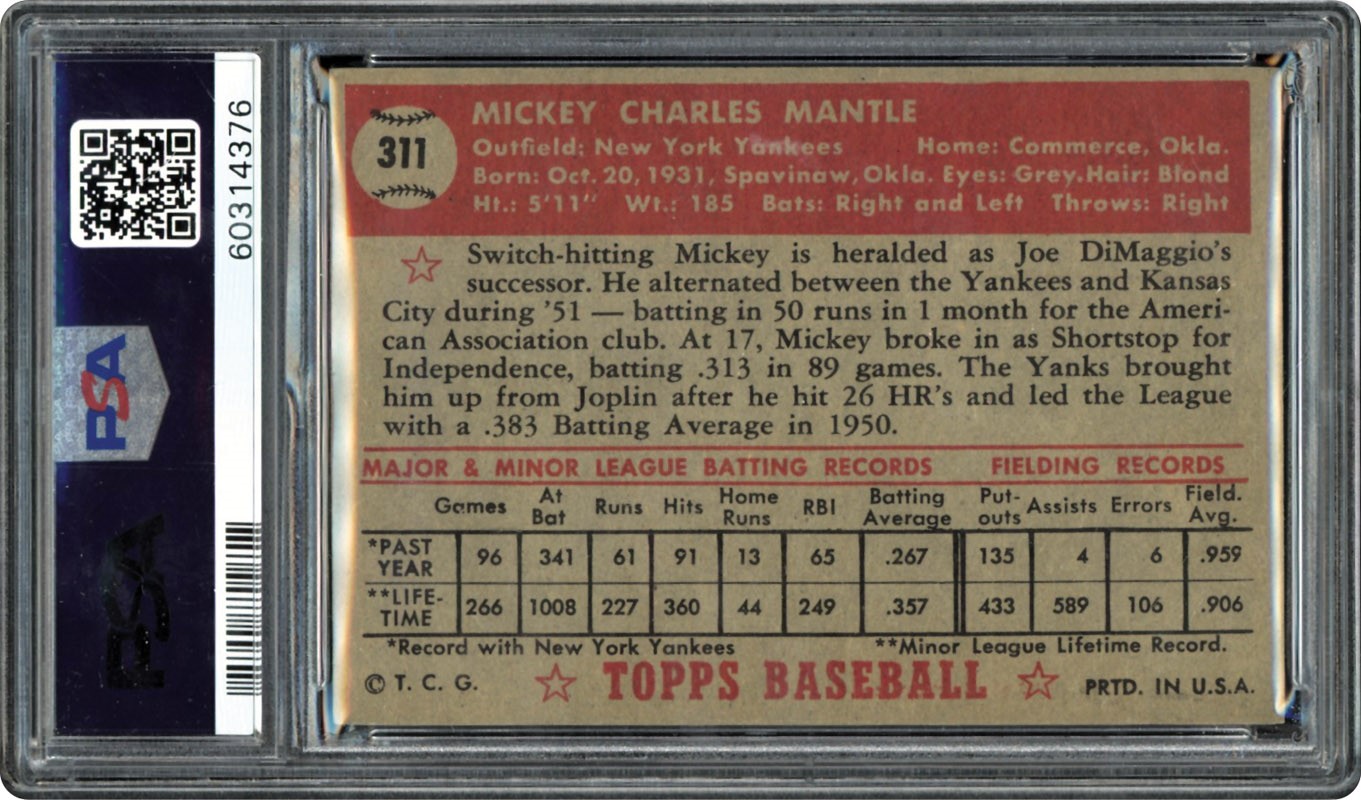 60314376
PSA
PSA
311
MICKEY CHARLES MANTLE
Outfield: New York Yankees Home: Commerce, Okla.
Born: Oct. 20, 1931, Spavinaw, Okla. Eyes: Grey. Hair: Blond
Ht.: 5'11" Wt.: 185 Bats: Right and Left Throws: Right
Switch-hitting Mickey is heralded as Joe DiMaggio's
successor. He alternated between the Yankees and Kansas
City during '51 — batting in 50 runs in 1 month for the Ameri-
can Association club. At 17, Mickey broke in as Shortstop for
Independence, batting .313 in 89 games. The Yanks brought
him up from Joplin after he hit 26 HR's and led the League
with a .383 Batting Average in 1950.
MAJOR & MINOR LEAGUE BATTING RECORDS FIELDING RECORDS
Games At Bat Runs Hits Home Runs RBI Batting Average Put-outs Assists Errors Field. Avg.
*PAST YEAR 96 341 61 91 13 65 .267 135 4 6 .959
**LIFE-TIME 266 1008 227 360 44 249 .357 433 589 106 .906
*Record with New York Yankees **Minor League Lifetime Record.
© T. C. G. TOPPS BASEBALL PRTD. IN U.S.A.